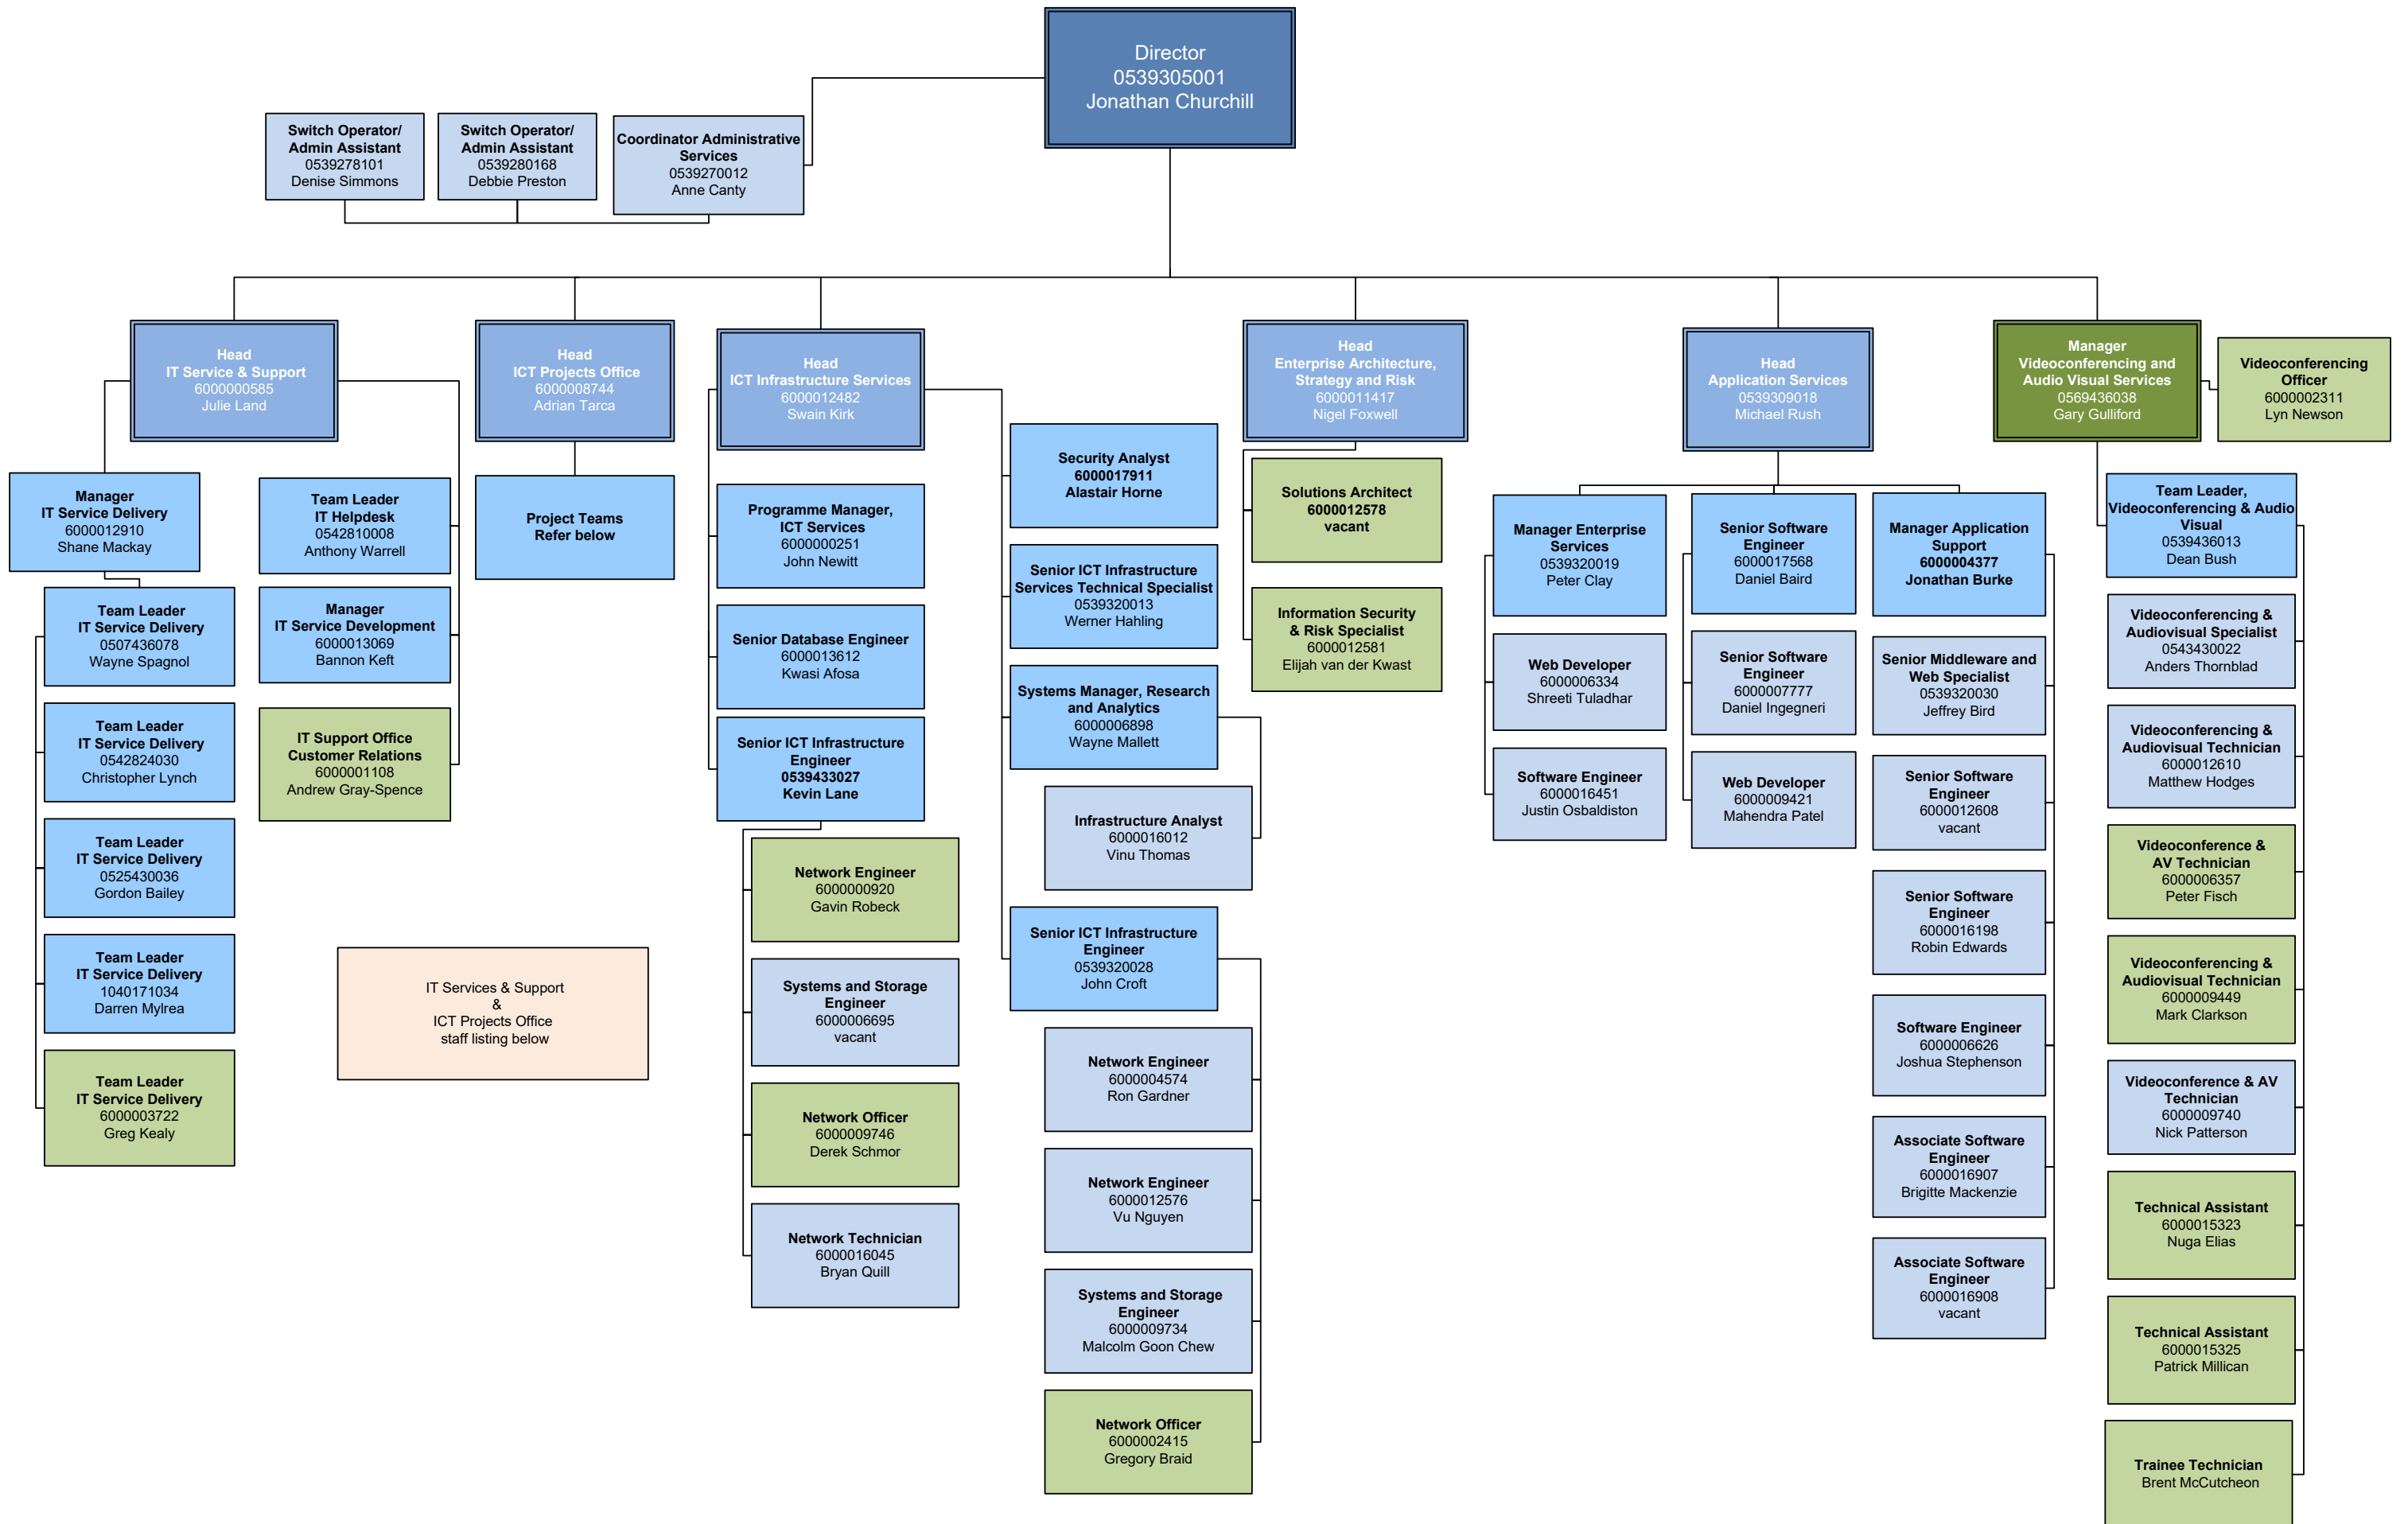 Director
0539305001
Jonathan Churchill
Switch Operator/
Admin Assistant
0539278101
Denise Simmons
Switch Operator/
Admin Assistant
0539280168
Debbie Preston
Coordinator Administrative
Services
0539270012
Anne Canty
Head
IT Service & Support
6000000585
Julie Land
Head
ICT Projects Office
6000008744
Adrian Tarca
Head
ICT Infrastructure Services
6000012482
Swain Kirk
Head
Enterprise Architecture,
Strategy and Risk
6000011417
Nigel Foxwell
Head
Application Services
0539309018
Michael Rush
Manager
Videoconferencing and
Audio Visual Services
0569436038
Gary Gulliford
Videoconferencing
Officer
6000002311
Lyn Newson
Manager
IT Service Delivery
6000012910
Shane Mackay
Team Leader
IT Service Delivery
0507436078
Wayne Spagnol
Team Leader
IT Service Delivery
0542824030
Christopher Lynch
Team Leader
IT Service Delivery
0525430036
Gordon Bailey
Team Leader
IT Service Delivery
1040171034
Darren Mylrea
Team Leader
IT Service Delivery
6000003722
Greg Kealy
Team Leader
IT Helpdesk
0542810008
Anthony Warrell
Manager
IT Service Development
6000013069
Bannon Keft
IT Support Office
Customer Relations
6000001108
Andrew Gray-Spence
Project Teams
Refer below
IT Services & Support
&
ICT Projects Office
staff listing below
Programme Manager,
ICT Services
6000000251
John Newitt
Senior Database Engineer
6000013612
Kwasi Afosa
Senior ICT Infrastructure
Engineer
0539433027
Kevin Lane
Network Engineer
6000000920
Gavin Robeck
Systems and Storage
Engineer
6000006695
vacant
Network Officer
6000009746
Derek Schmor
Network Technician
6000016045
Bryan Quill
Security Analyst
6000017911
Alastair Horne
Senior ICT Infrastructure
Services Technical Specialist
0539320013
Werner Hahling
Systems Manager, Research
and Analytics
6000006898
Wayne Mallett
Infrastructure Analyst
6000016012
Vinu Thomas
Senior ICT Infrastructure
Engineer
0539320028
John Croft
Network Engineer
6000004574
Ron Gardner
Network Engineer
6000012576
Vu Nguyen
Systems and Storage
Engineer
6000009734
Malcolm Goon Chew
Network Officer
6000002415
Gregory Braid
Solutions Architect
6000012578
vacant
Information Security
& Risk Specialist
6000012581
Elijah van der Kwast
Manager Enterprise
Services
0539320019
Peter Clay
Web Developer
6000006334
Shreeti Tuladhar
Software Engineer
6000016451
Justin Osbaldiston
Senior Software
Engineer
6000017568
Daniel Baird
Senior Software
Engineer
6000007777
Daniel Ingegneri
Web Developer
6000009421
Mahendra Patel
Manager Application
Support
6000004377
Jonathan Burke
Senior Middleware and
Web Specialist
0539320030
Jeffrey Bird
Senior Software
Engineer
6000012608
vacant
Senior Software
Engineer
6000016198
Robin Edwards
Software Engineer
6000006626
Joshua Stephenson
Associate Software
Engineer
6000016907
Brigitte Mackenzie
Associate Software
Engineer
6000016908
vacant
Team Leader,
Videoconferencing & Audio
Visual
0539436013
Dean Bush
Videoconferencing &
Audiovisual Specialist
0543430022
Anders Thornblad
Videoconferencing &
Audiovisual Technician
6000012610
Matthew Hodges
Videoconference &
AV Technician
6000006357
Peter Fisch
Videoconferencing &
Audiovisual Technician
6000009449
Mark Clarkson
Videoconference & AV
Technician
6000009740
Nick Patterson
Technical Assistant
6000015323
Nuga Elias
Technical Assistant
6000015325
Patrick Millican
Trainee Technician
Brent McCutcheon